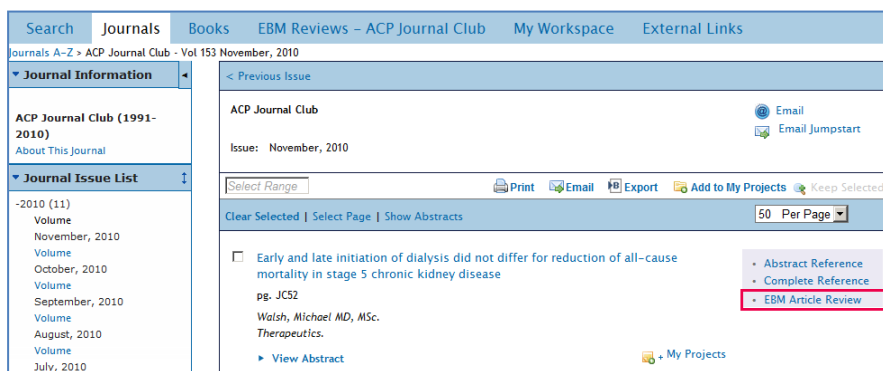 Search Journals Books EBM Reviews – ACP Journal Club My Workspace External Links
Journals A-Z > ACP Journal Club - Vol 153 November, 2010
Journal Information
ACP Journal Club (1991-
2010)
About This Journal
Journal Issue List
-2010 (11)
Volume
November, 2010
Volume
October, 2010
Volume
September, 2010
Volume
August, 2010
Volume
July, 2010
< Previous Issue
ACP Journal Club
Issue: November, 2010
Email
Email Jumpstart
Select Range Print Email Export Add to My Projects Keep Selected
Clear Selected | Select Page | Show Abstracts 50 Per Page
Early and late initiation of dialysis did not differ for reduction of all-cause
mortality in stage 5 chronic kidney disease
pg. JC52
Walsh, Michael MD, MSc.
Therapeutics.
View Abstract
+ My Projects
• Abstract Reference
• Complete Reference
• EBM Article Review